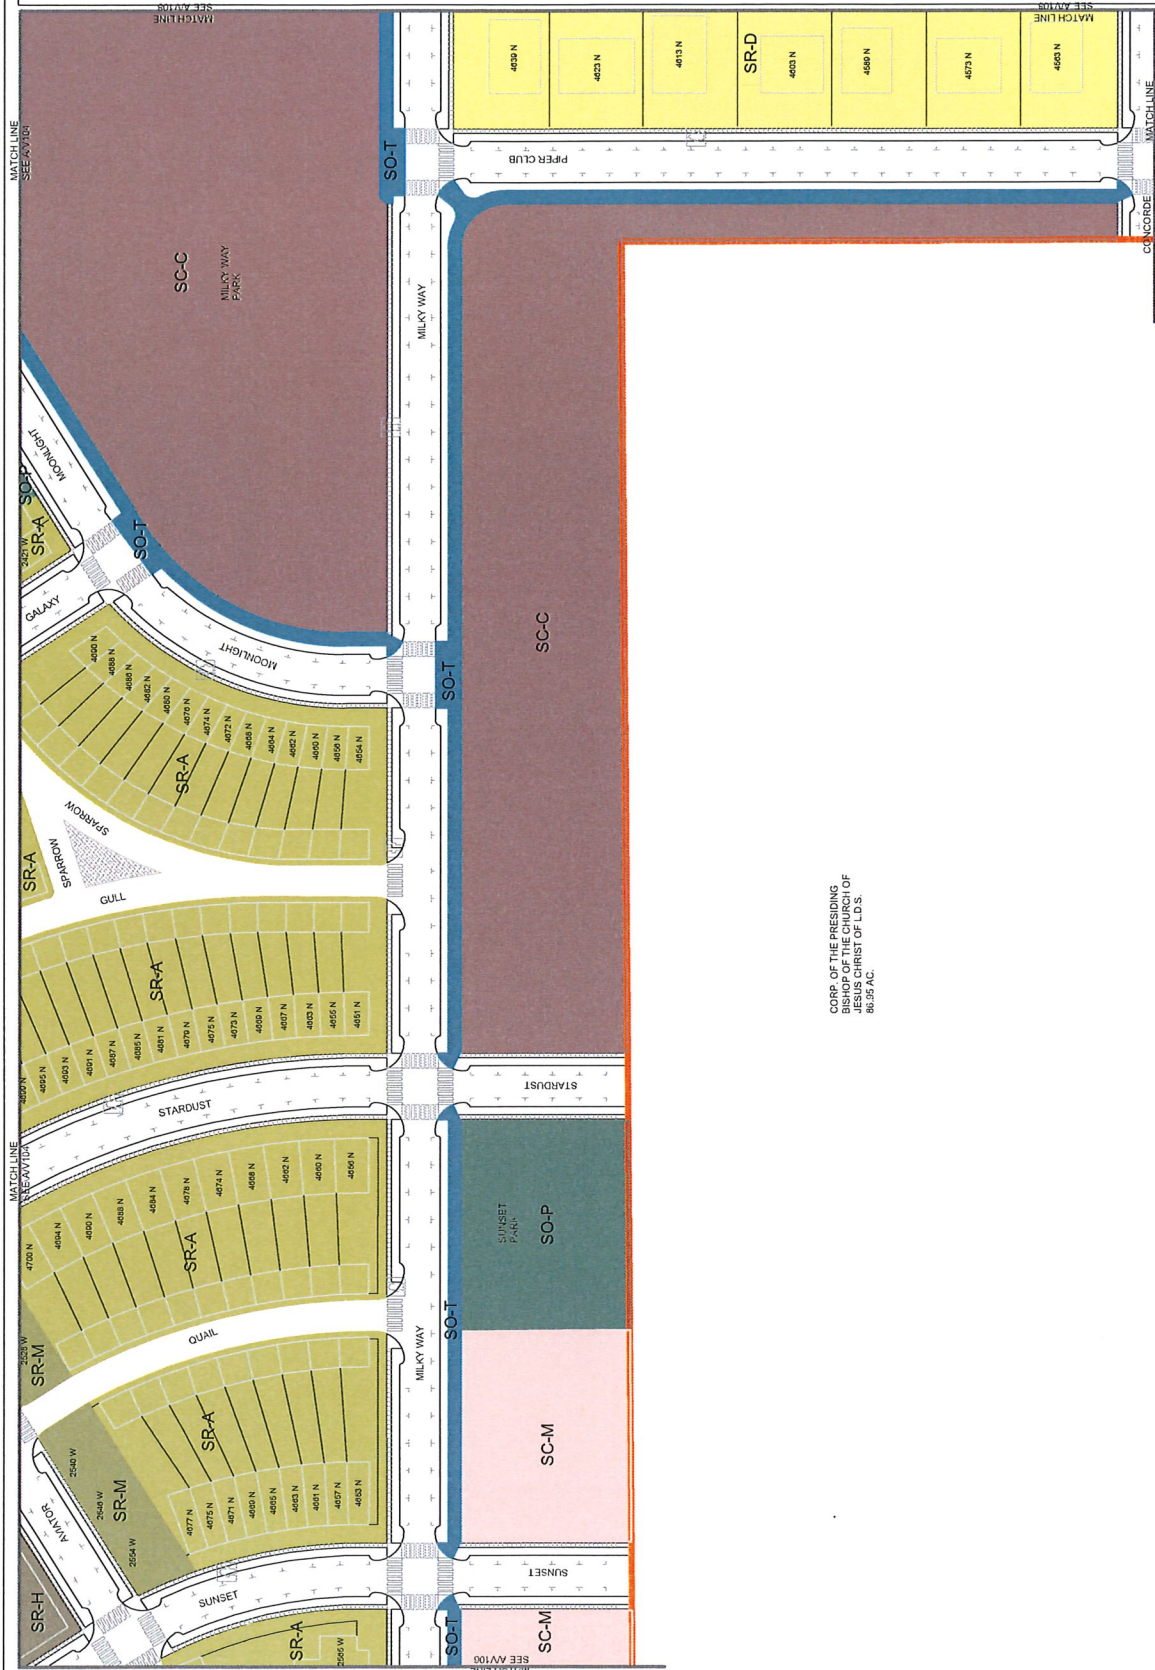 MATCH LINE
SEE A/V108
MATCH LINE
SEE A/V108
MATCH LINE
SEE A/V104
SC-C
MILKY WAY
PARK
SO-T
4639 N
4623 N
4613 N
SR-D
4603 N
4589 N
4573 N
4563 N
PIPER CLUB
MATCH LINE
CONCORDE
MOONLIGHT
SO-P
SR-A
2421 W
GALAXY
SO-T
MOONLIGHT
MILKY WAY
SC-C
SO-T
4690 N
4688 N
4686 N
4682 N
4680 N
4676 N
4674 N
4672 N
4668 N
4664 N
4662 N
4660 N
4656 N
4654 N
SR-A
SPARROW
SPARROW
SR-A
GULL
SR-A
4699 N
4695 N
4693 N
4691 N
4687 N
4685 N
4681 N
4679 N
4675 N
4673 N
4669 N
4667 N
4663 N
4655 N
4651 N
STARDUST
STARDUST
MATCH LINE
SEE A/V104
4700 N
4694 N
4690 N
4688 N
4684 N
4678 N
4674 N
4668 N
4662 N
4660 N
4656 N
SR-A
SUNSET
PARK
SO-P
SO-T
2528 W
SR-M
QUAIL
MILKY WAY
SR-A
4677 N
4675 N
4671 N
4669 N
4665 N
4663 N
4661 N
4657 N
4653 N
SC-M
2540 W
2546 W
SR-M
2554 W
AVIATOR
SR-H
SUNSET
SUNSET
SR-A
2565 W
SO-T
SC-M
SEE A/V106
CORP. OF THE PRESIDING
BISHOP OF THE CHURCH OF
JESUS CHRIST OF L.D.S.
86.95 AC.